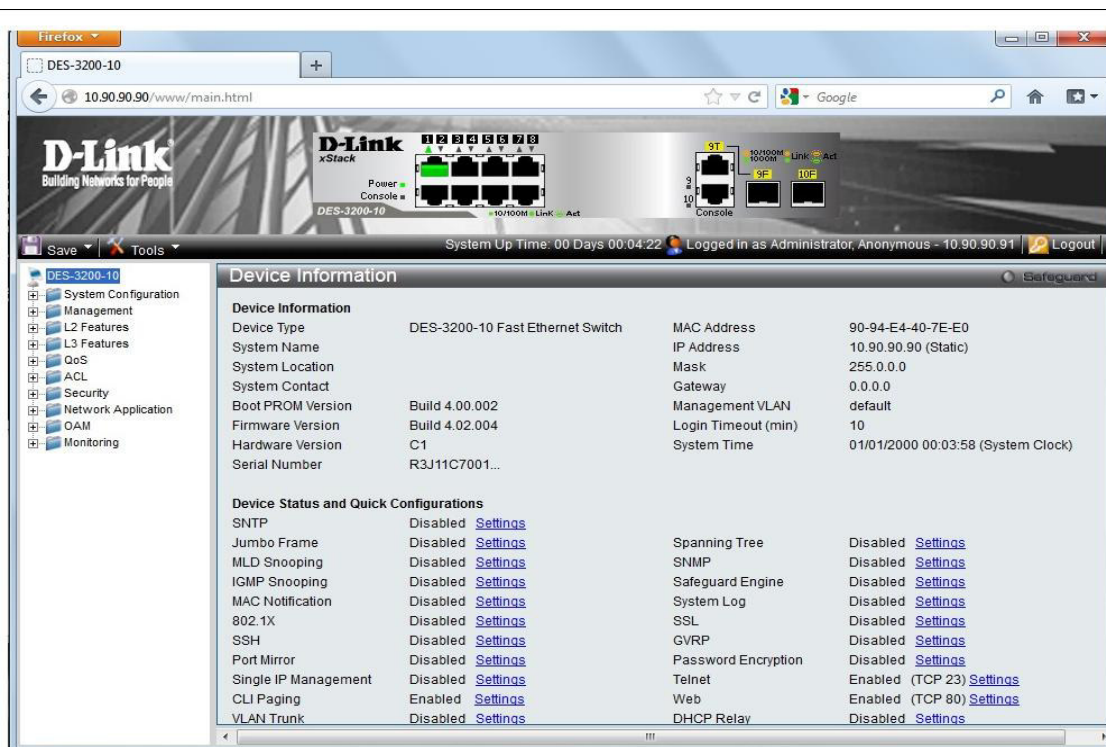 Firefox
DES-3200-10
10.90.90.90/www/main.html
Google
D-Link
Building Networks for People
D-Link
xStack
1 2 3 4 5 6 7 8
Power
Console
DES-3200-10
10/100M Link Act
9T
10/100M
1000M
Link Act
9F 10F
9
10
Console
Save Tools
System Up Time: 00 Days 00:04:22 Logged in as Administrator, Anonymous - 10.90.90.91 Logout
DES-3200-10
System Configuration
Management
L2 Features
L3 Features
QoS
ACL
Security
Network Application
OAM
Monitoring
Device Information Safeguard
Device Information
Device Type DES-3200-10 Fast Ethernet Switch MAC Address 90-94-E4-40-7E-E0
System Name IP Address 10.90.90.90 (Static)
System Location Mask 255.0.0.0
System Contact Gateway 0.0.0.0
Boot PROM Version Build 4.00.002 Management VLAN default
Firmware Version Build 4.02.004 Login Timeout (min) 10
Hardware Version C1 System Time 01/01/2000 00:03:58 (System Clock)
Serial Number R3J11C7001...
Device Status and Quick Configurations
SNTP Disabled Settings
Jumbo Frame Disabled Settings Spanning Tree Disabled Settings
MLD Snooping Disabled Settings SNMP Disabled Settings
IGMP Snooping Disabled Settings Safeguard Engine Disabled Settings
MAC Notification Disabled Settings System Log Disabled Settings
802.1X Disabled Settings SSL Disabled Settings
SSH Disabled Settings GVRP Disabled Settings
Port Mirror Disabled Settings Password Encryption Disabled Settings
Single IP Management Disabled Settings Telnet Enabled (TCP 23) Settings
CLI Paging Enabled Settings Web Enabled (TCP 80) Settings
VLAN Trunk Disabled Settings DHCP Relay Disabled Settings